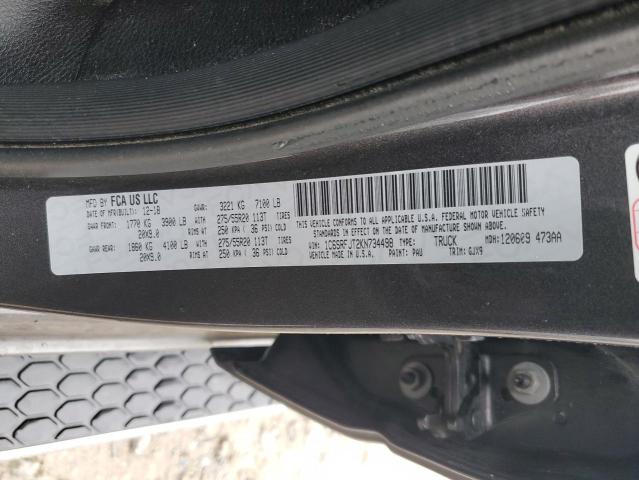 MFD BY FCA US LLC
DATE OF MFR(BUILT): 12-18 GVWR: 3221 KG 7100 LB
GAWR FRONT: 1770 KG 3900 LB WITH 275/55R20 113T TIRES
20X9.0 RIMS AT 250 KPA ( 36 PSI) COLD
GAWR REAR: 1860 KG 4100 LB WITH 275/55R20 113T TIRES
20X9.0 RIMS AT 250 KPA ( 36 PSI) COLD
THIS VEHICLE CONFORMS TO ALL APPLICABLE U.S.A. FEDERAL MOTOR VEHICLE SAFETY
STANDARDS IN EFFECT ON THE DATE OF MANUFACTURE SHOWN ABOVE.
VIN: 1C6SRFJT2KN734498 TYPE: TRUCK MDH: 120609 473AA
VEHICLE MADE IN U.S.A. PAINT: PAU TRIM: GJX9